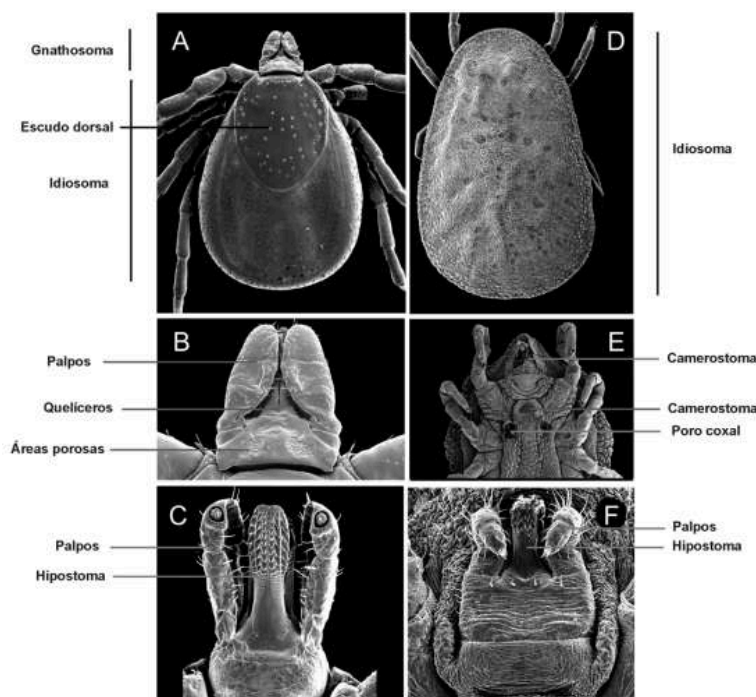 A
D
Gnathosoma
Escudo dorsal
Idiosoma
Idiosoma
B
E
Palpos
Quelíceros
Áreas porosas
Camerostoma
Camerostoma
Poro coxal
C
F
Palpos
Hipostoma
Palpos
Hipostoma